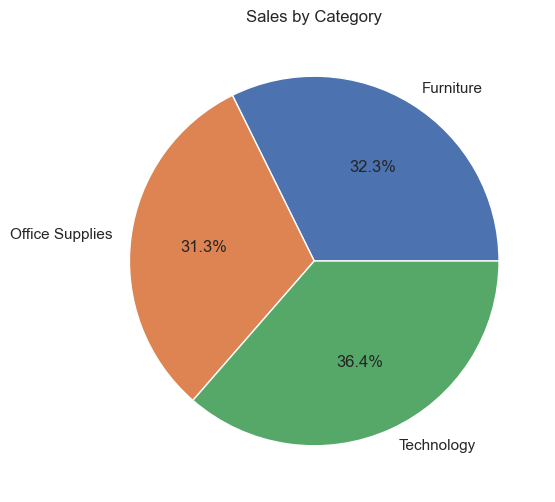 Sales by Category
Furniture
32.3%
Office Supplies
31.3%
36.4%
Technology